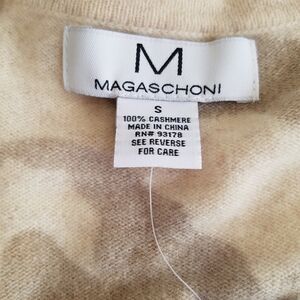 M
MAGASCHONI
S
100% CASHMERE
MADE IN CHINA
RN# 93178
SEE REVERSE
FOR CARE